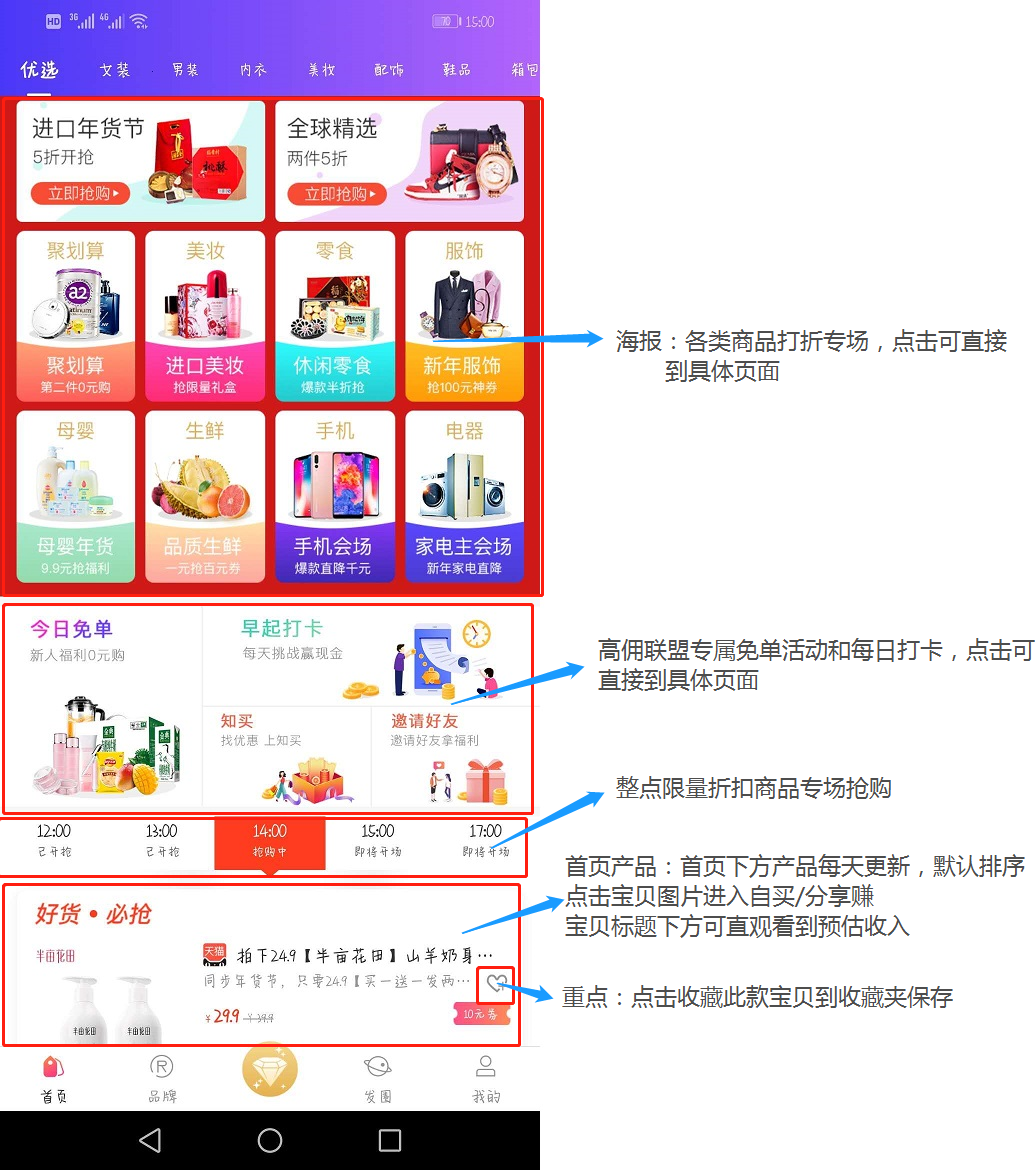 HD 3G 4G 70 15:00
优选 女装 男装 内衣 美妆 配饰 鞋品 箱包
进口年货节
5折开抢
立即抢购
全球精选
两件5折
立即抢购
聚划算 美妆 零食 服饰
a2
聚划算 进口美妆 休闲零食 新年服饰
第二件0元购 抢限量礼盒 爆款半折抢 抢100元神券
海报：各类商品打折专场，点击可直接
到具体页面
母婴 生鲜 手机 电器
母婴年货 品质生鲜 手机会场 家电主会场
9.9元抢福利 一元抢百元券 爆款直降千元 新年家电直降
今日免单
新人福利0元购
早起打卡
每天挑战赢现金
知买
找优惠 上知买
邀请好友
邀请好友拿福利
高佣联盟专属免单活动和每日打卡，点击可
直接到具体页面
整点限量折扣商品专场抢购
12:00 13:00 14:00 15:00 17:00
已开抢 已开抢 抢购中 即将开场 即将开场
首页产品：首页下方产品每天更新，默认排序
点击宝贝图片进入自买/分享赚
宝贝标题下方可直观看到预估收入
好货·必抢
半亩花田
天猫 拍下24.9【半亩花田】山羊奶身…
同步年货节，只要24.9【买一送一发两…
¥29.9 ¥39.9
10元券
半亩花田 半亩花田
重点：点击收藏此款宝贝到收藏夹保存
首页 品牌 发圈 我的